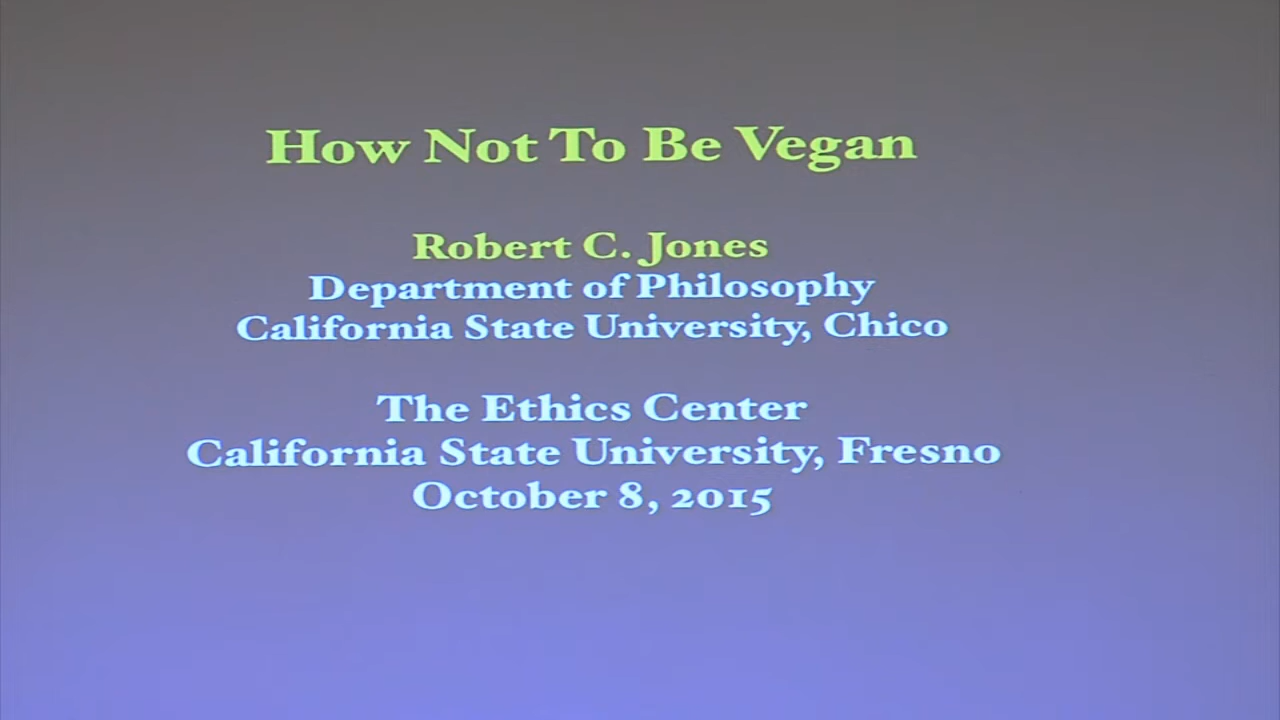 How Not To Be Vegan
Robert C. Jones
Department of Philosophy
California State University, Chico
The Ethics Center
California State University, Fresno
October 8, 2015